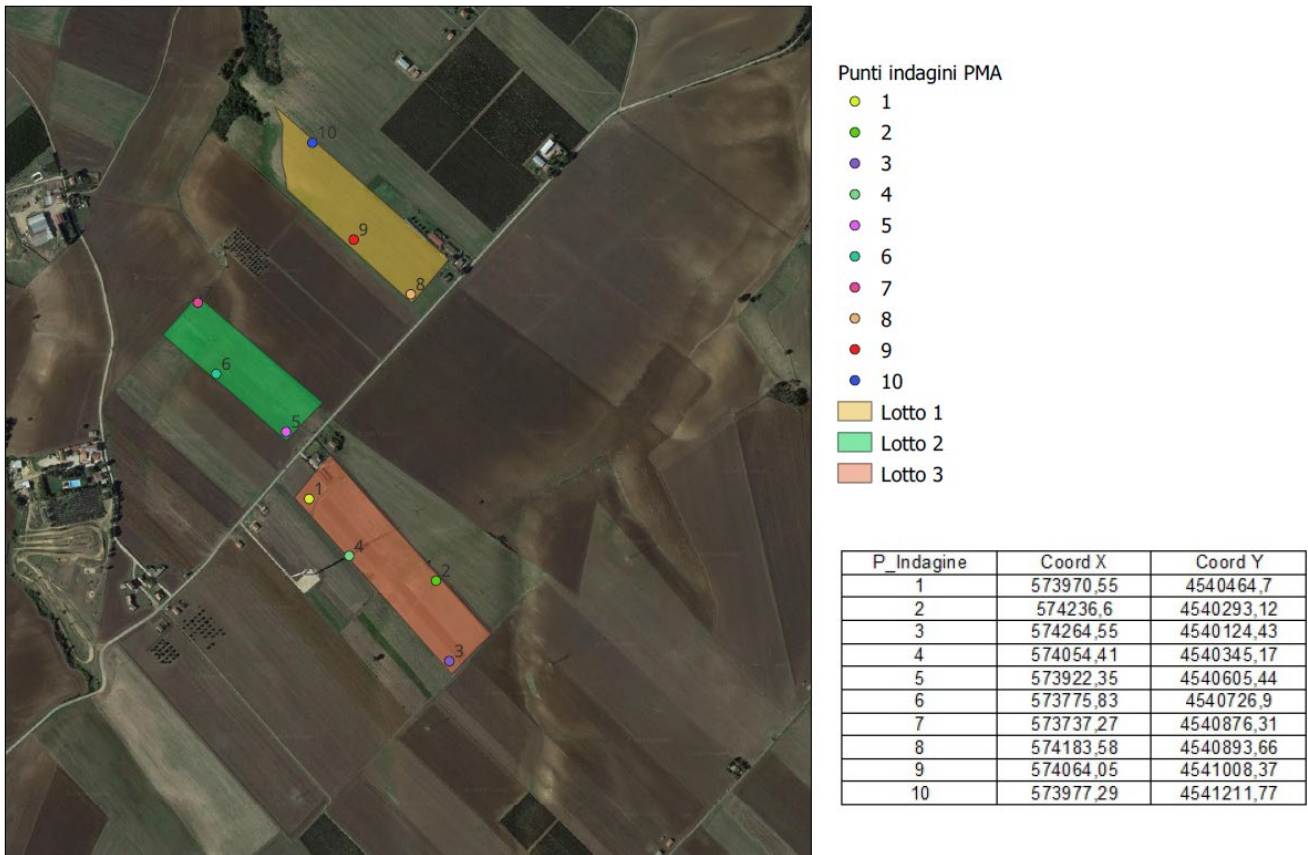 10
9
8
6
5
1
4
2
3
Punti indagini PMA
1
2
3
4
5
6
7
8
9
10
Lotto 1
Lotto 2
Lotto 3
P_Indagine Coord X Coord Y
1 573970,55 4540464,7
2 574236,6 4540293,12
3 574264,55 4540124,43
4 574054,41 4540345,17
5 573922,35 4540605,44
6 573775,83 4540726,9
7 573737,27 4540876,31
8 574183,58 4540893,66
9 574064,05 4541008,37
10 573977,29 4541211,77